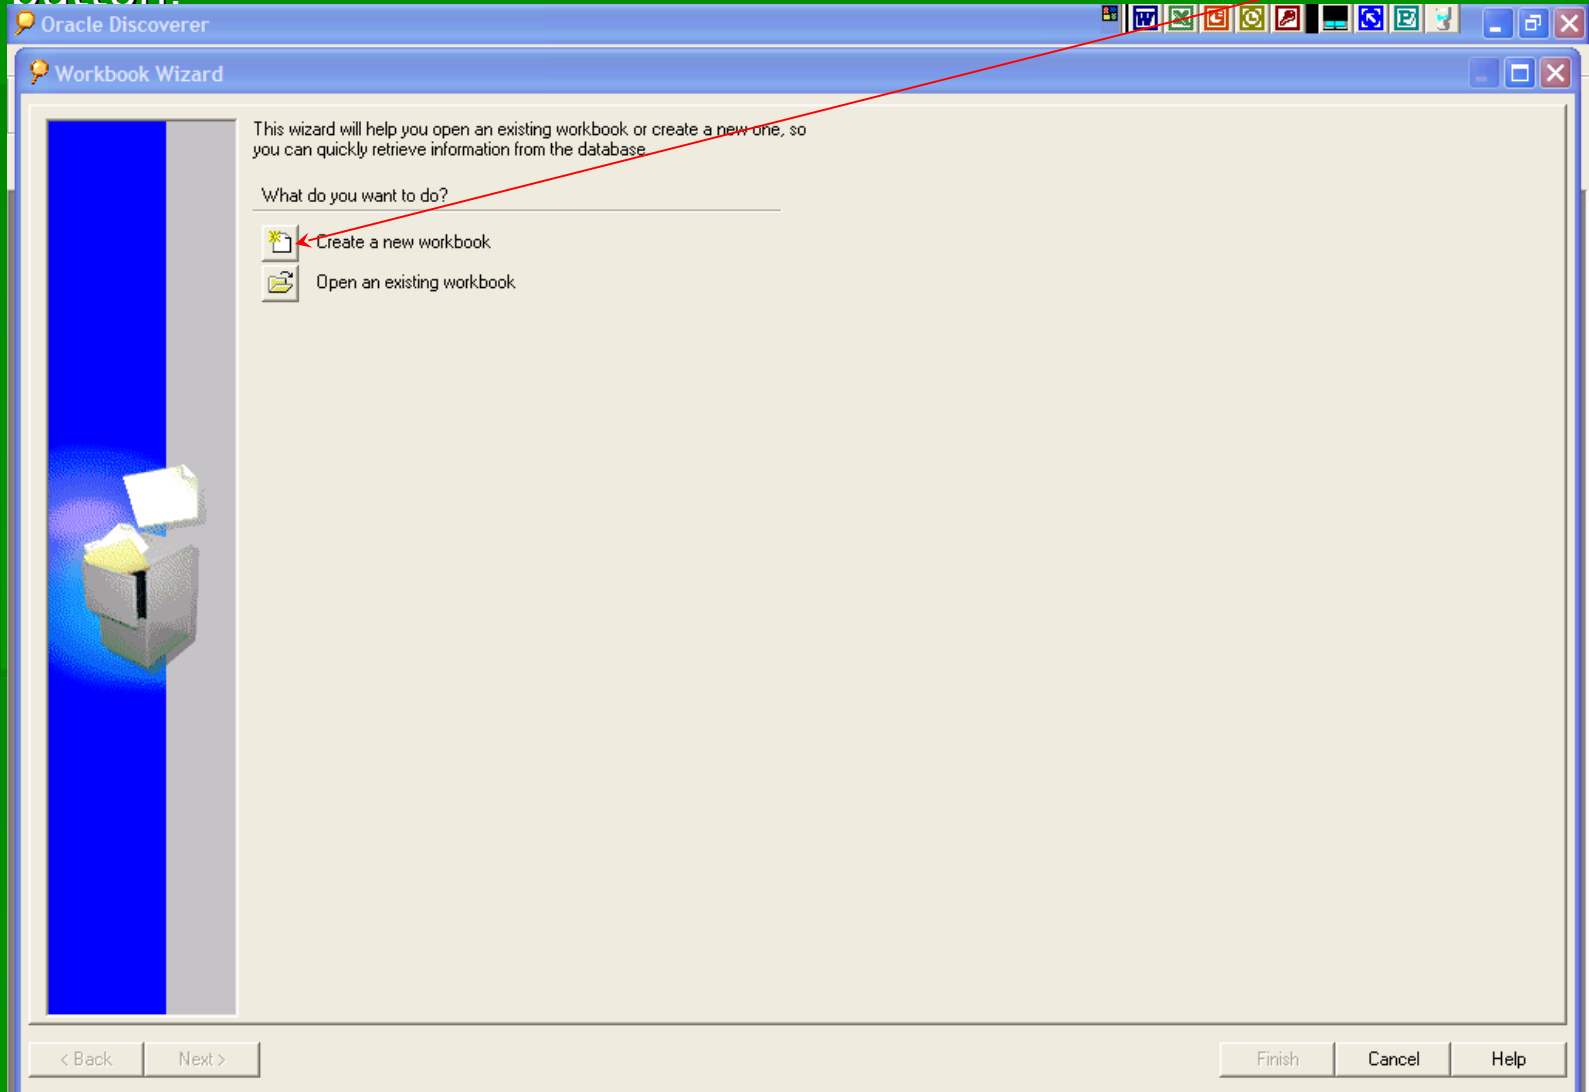 button.
Oracle Discoverer
Workbook Wizard
This wizard will help you open an existing workbook or create a new one, so
you can quickly retrieve information from the database.
What do you want to do?
Create a new workbook
Open an existing workbook
< Back Next > Finish Cancel Help